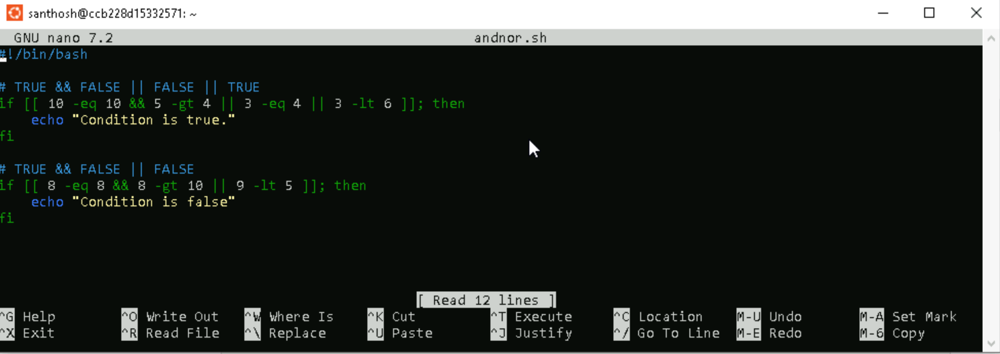 santhosh@ccb228d15332571: ~
GNU nano 7.2 andnor.sh
#!/bin/bash
# TRUE && FALSE || FALSE || TRUE
if [[ 10 -eq 10 && 5 -gt 4 || 3 -eq 4 || 3 -lt 6 ]]; then
echo "Condition is true."
fi
# TRUE && FALSE || FALSE
if [[ 8 -eq 8 && 8 -gt 10 || 9 -lt 5 ]]; then
echo "Condition is false"
fi
[ Read 12 lines ]
^G Help ^O Write Out ^W Where Is ^K Cut ^T Execute ^C Location M-U Undo M-A Set Mark
^X Exit ^R Read File ^\ Replace ^U Paste ^J Justify ^/ Go To Line M-E Redo M-6 Copy